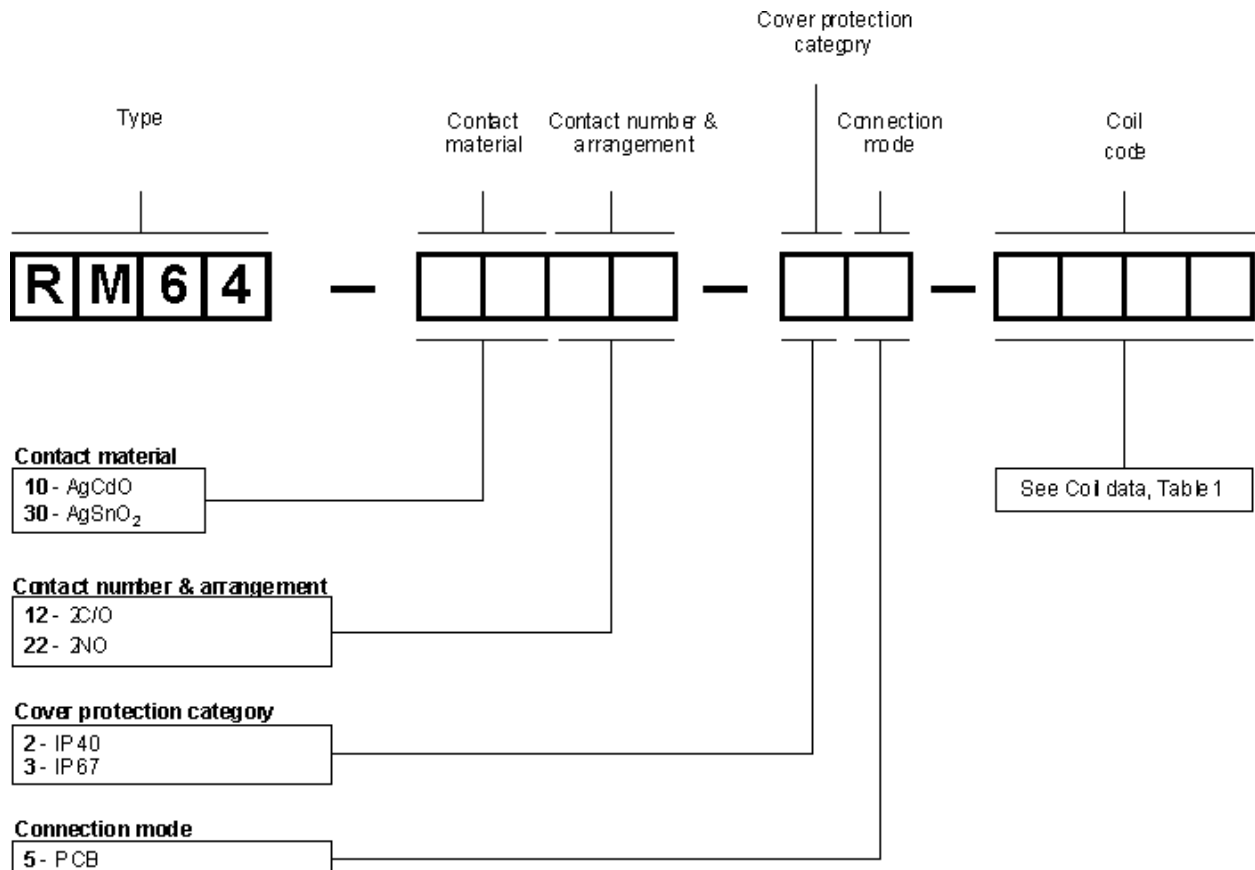 Cover protection
category
Type
Contact
material
Contact number &
arrangement
Connection
mode
Coil
code
RM64 — — —
Contact material
10 - AgCdO
30 - AgSnO₂
See Coil data, Table 1
Contact number & arrangement
12 - 2C/O
22 - 2NO
Cover protection category
2 - IP40
3 - IP67
Connection mode
5 - PCB